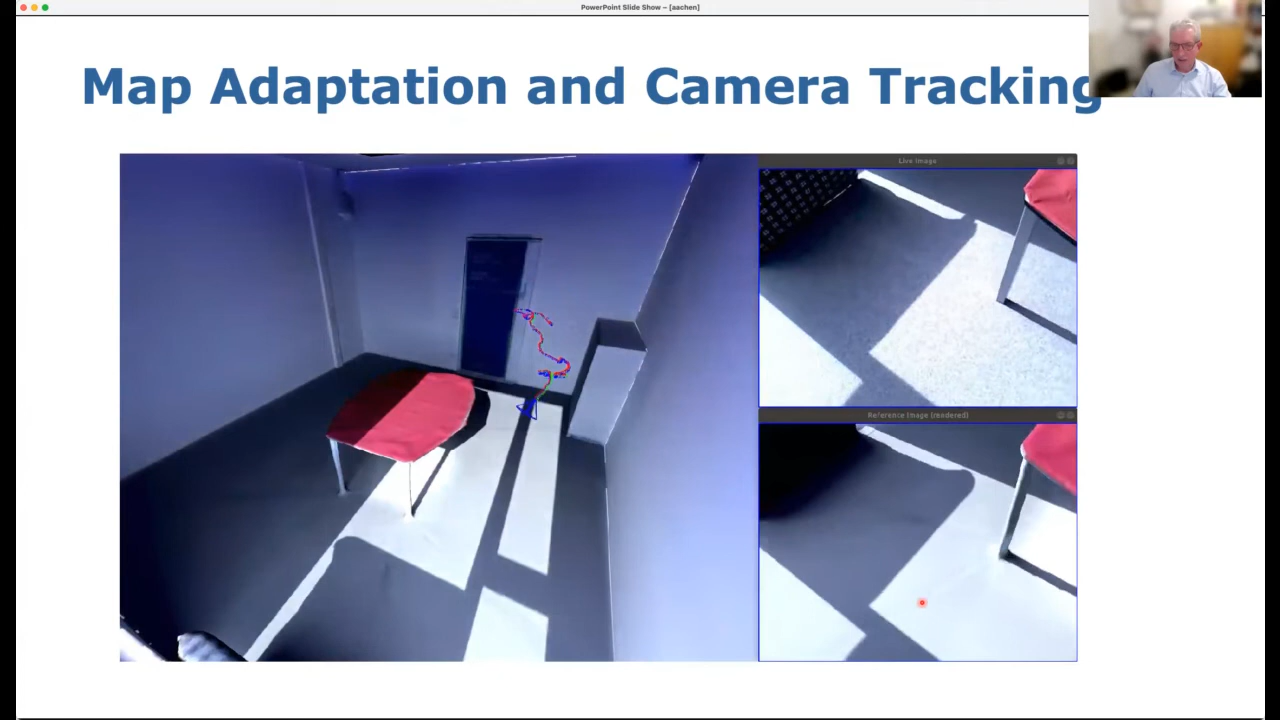 PowerPoint Slide Show – [aachen]
Map Adaptation and Camera Tracking
Live Image
Reference Image (rendered)